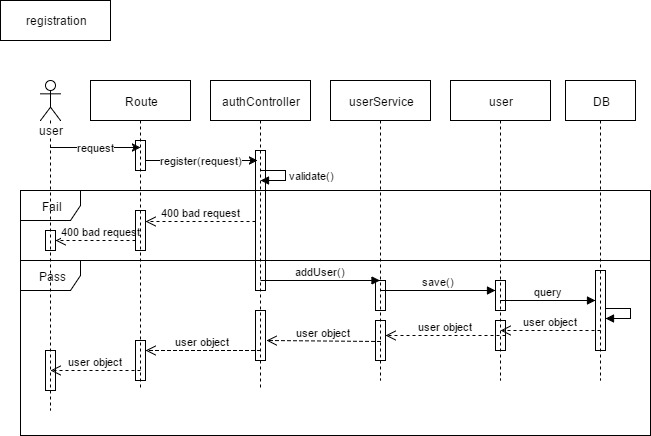 registration
Route
authController
userService
user
DB
user
request
register(request)
validate()
Fail
400 bad request
400 bad request
Pass
addUser()
save()
query
user object
user object
user object
user object
user object